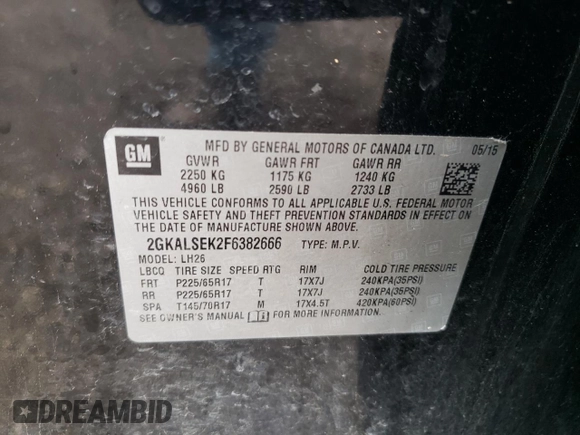 GM
MFD BY GENERAL MOTORS OF CANADA LTD. 05/15
GVWR GAWR FRT GAWR RR
2250 KG 1175 KG 1240 KG
4960 LB 2590 LB 2733 LB
THIS VEHICLE CONFORMS TO ALL APPLICABLE U.S. FEDERAL MOTOR
VEHICLE SAFETY AND THEFT PREVENTION STANDARDS IN EFFECT ON
THE DATE OF MANUFACTURE SHOWN ABOVE.
2GKALSEK2F6382666 TYPE: M.P.V.
MODEL: LH26
LBCQ TIRE SIZE SPEED RTG RIM COLD TIRE PRESSURE
FRT P225/65R17 T 17X7J 240KPA(35PSI)
RR P225/65R17 T 17X7J 240KPA(35PSI)
SPA T145/70R17 M 17X4.5T 420KPA(60PSI)
SEE OWNER'S MANUAL FOR MORE INFORMATION.
DREAMBID